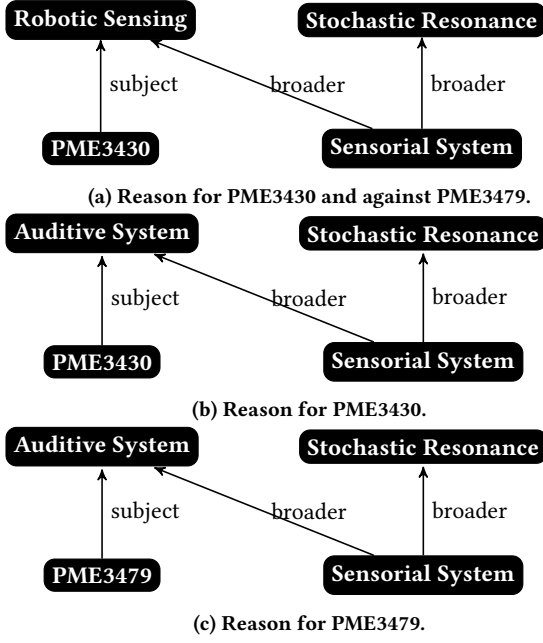 Robotic Sensing Stochastic Resonance
subject broader broader
PME3430 Sensorial System
(a) Reason for PME3430 and against PME3479.
Auditive System Stochastic Resonance
subject broader broader
PME3430 Sensorial System
(b) Reason for PME3430.
Auditive System Stochastic Resonance
subject broader broader
PME3479 Sensorial System
(c) Reason for PME3479.